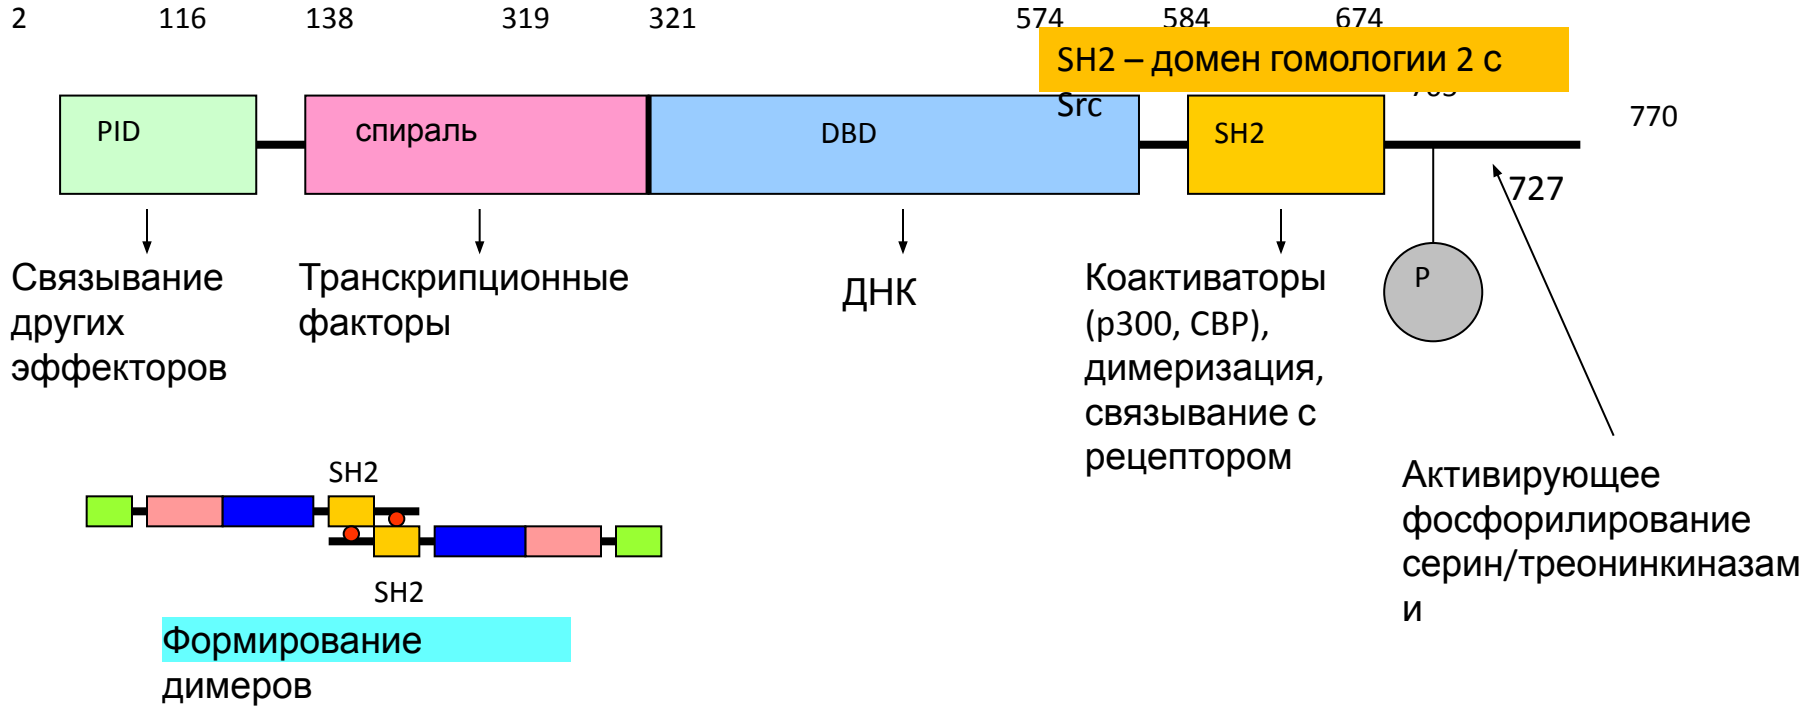 2 116 138 319 321 574 584 674
SH2 – домен гомологии 2 с
Src
770
PID спираль DBD SH2
727
Связывание
других
эффекторов
Транскрипционные
факторы
ДНК
Коактиваторы
(p300, CBP),
димеризация,
связывание с
рецептором
P
Активирующее
фосфорилирование
серин/треонинкиназам
и
SH2
SH2
Формирование
димеров